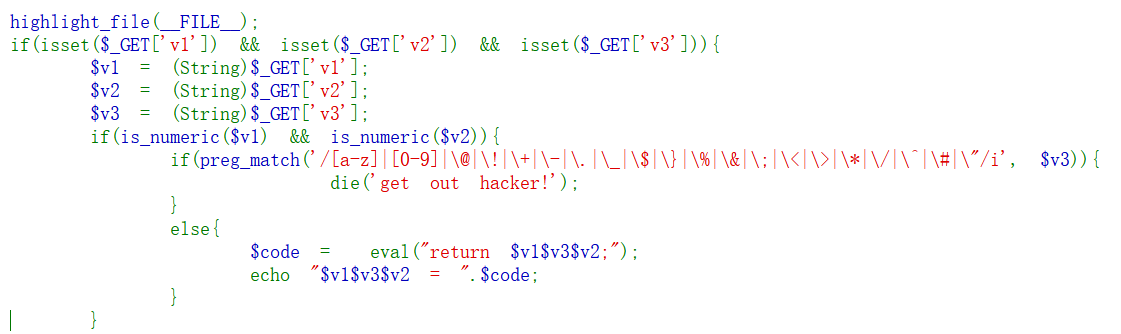 highlight_file(__FILE__);
if(isset($_GET['v1']) && isset($_GET['v2']) && isset($_GET['v3'])){
$v1 = (String)$_GET['v1'];
$v2 = (String)$_GET['v2'];
$v3 = (String)$_GET['v3'];
if(is_numeric($v1) && is_numeric($v2)){
if(preg_match('/[a-z]|[0-9]|\@|\!|\+|\-|\.|\_|\$|\}|\%|\&|\;|\<|\>|\*|\/|\^|\#|\"/i', $v3)){
die('get out hacker!');
}
else{
$code = eval("return $v1$v3$v2;");
echo "$v1$v3$v2 = ".$code;
}
}